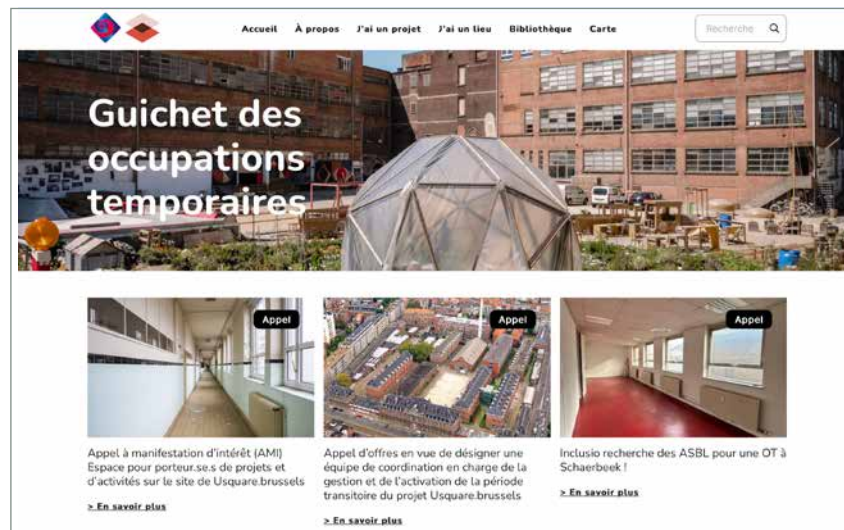 Accueil À propos J'ai un projet J'ai un lieu Bibliothèque Carte Recherche
Guichet des
occupations
temporaires
Appel
Appel
Appel
Appel à manifestation d'intérêt (AMI)
Espace pour porteur.se.s de projets et
d'activités sur le site de Usquare.brussels
> En savoir plus
Appel d'offres en vue de désigner une
équipe de coordination en charge de la
gestion et de l'activation de la période
transitoire du projet Usquare.brussels
> En savoir plus
Inclusio recherche des ASBL pour une OT à
Schaerbeek !
> En savoir plus